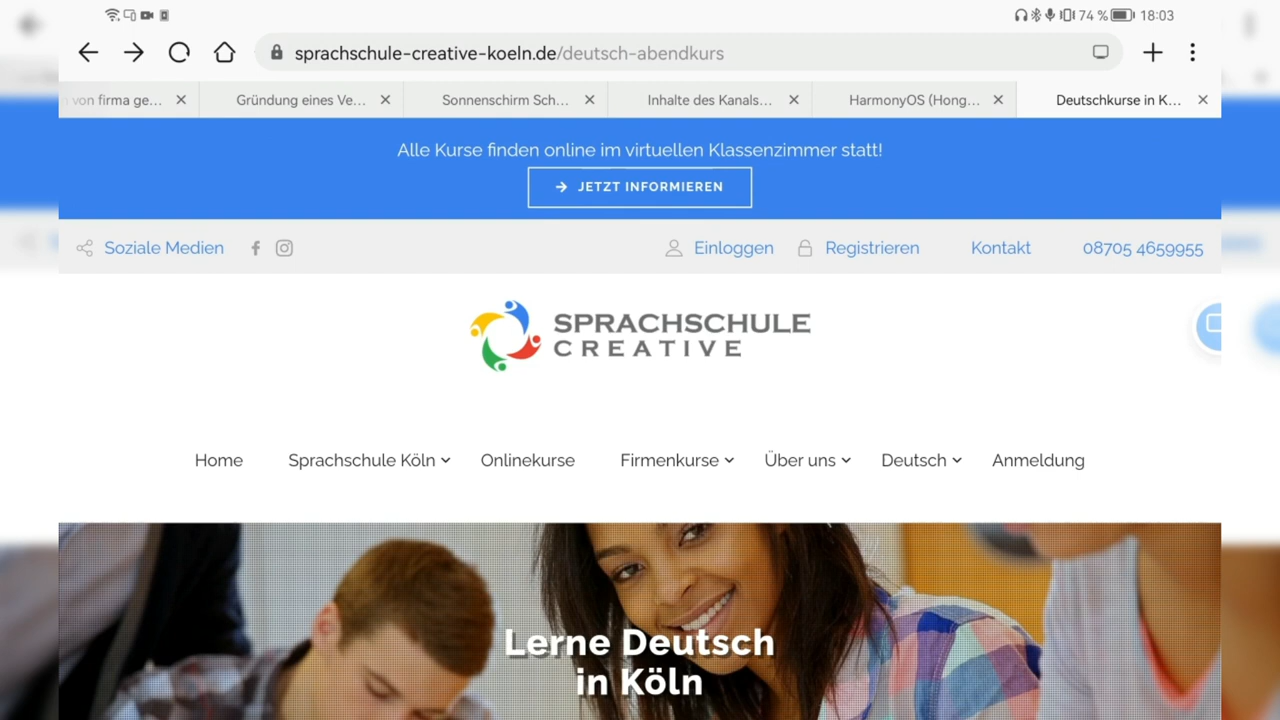 74 % 18:03
sprachschule-creative-koeln.de/deutsch-abendkurs
von firma ge... Gründung eines Ve... Sonnenschirm Sch... Inhalte des Kanals... HarmonyOS (Hong... Deutschkurse in K...
Alle Kurse finden online im virtuellen Klassenzimmer statt!
JETZT INFORMIEREN
Soziale Medien Einloggen Registrieren Kontakt 08705 4659955
SPRACHSCHULE
CREATIVE
Home Sprachschule Köln Onlinekurse Firmenkurse Über uns Deutsch Anmeldung
Lerne Deutsch
in Köln